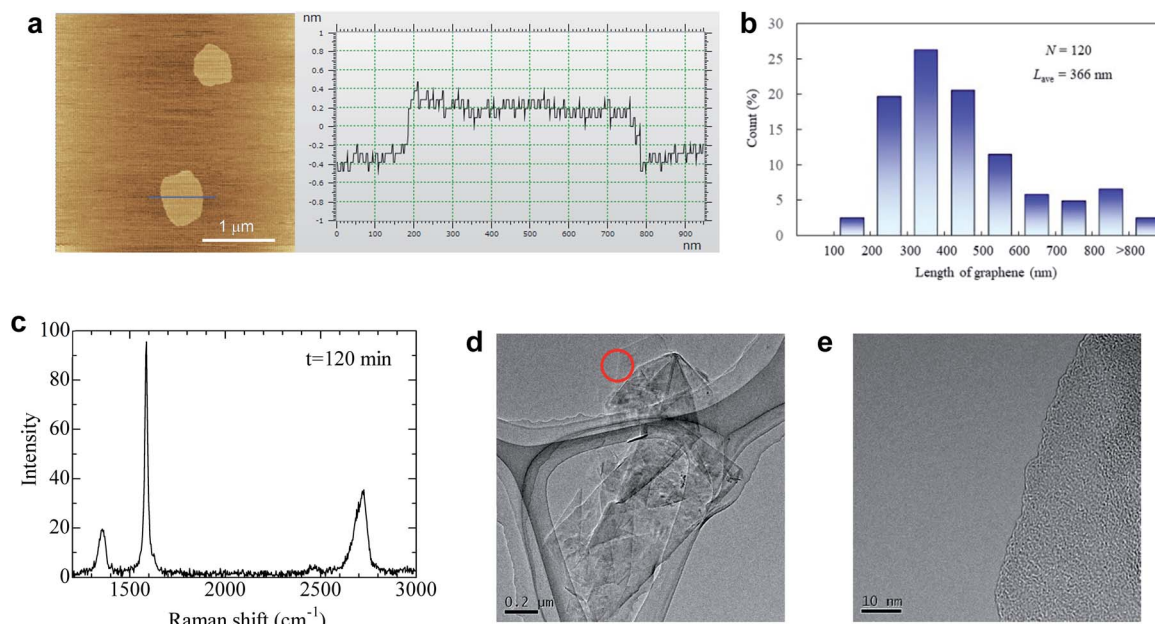 a
nm
1
0.8
0.6
0.4
0.2
0
-0.2
-0.4
-0.6
-0.8
-1
0 100 200 300 400 500 600 700 800 900
nm
1 μm
b
N = 120
L_ave = 366 nm
Count (%)
30
25
20
15
10
5
0
100 200 300 400 500 600 700 800 >800
Length of graphene (nm)
c
t=120 min
Intensity
100
80
60
40
20
0
1500 2000 2500 3000
Raman shift (cm-1)
d
0.2 μm
e
10 nm